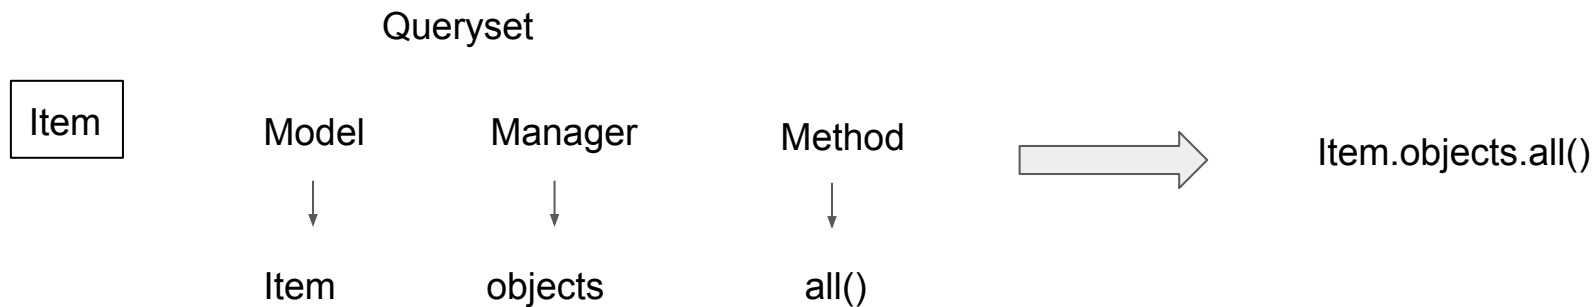 Queryset
Item
Model Manager Method
Item.objects.all()
Item objects all()